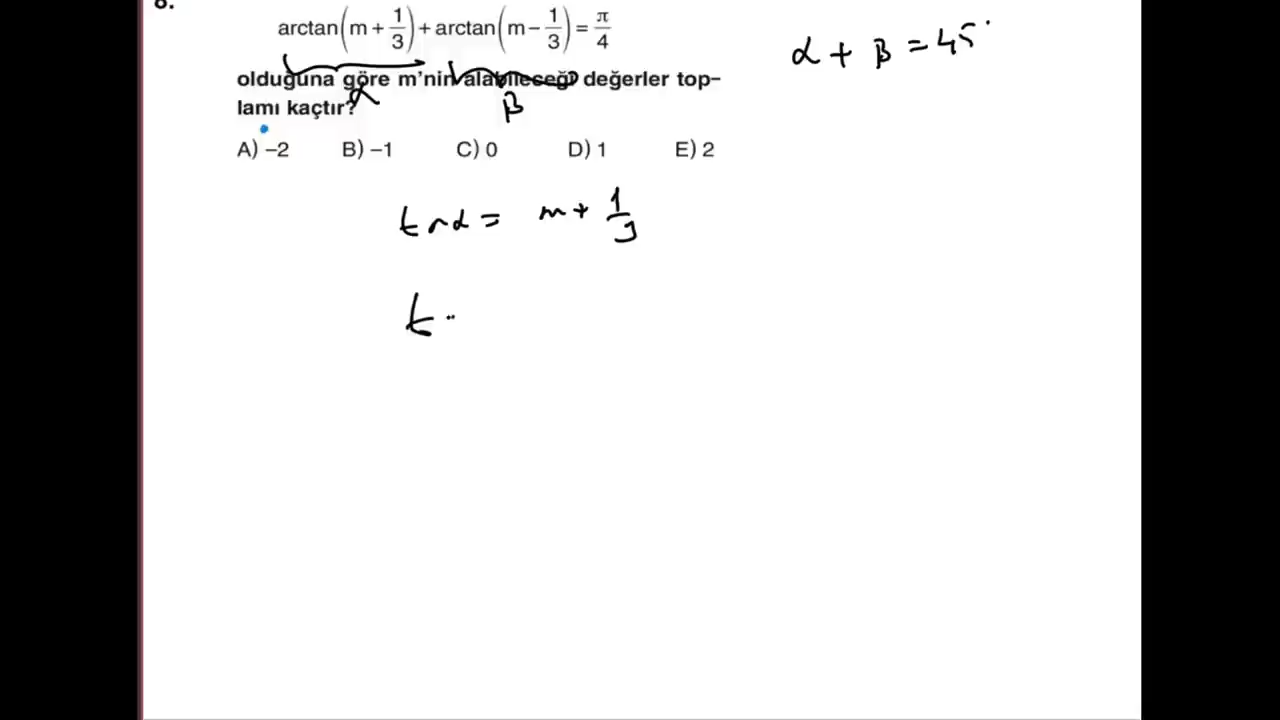 8.
arctan(m + 1/3) + arctan(m − 1/3) = π/4
α + β = 45°
olduğuna göre m'nin alabileceği değerler top–
lamı kaçtır?
α
β
A) –2 B) –1 C) 0 D) 1 E) 2
tanα = m + 1/3
t